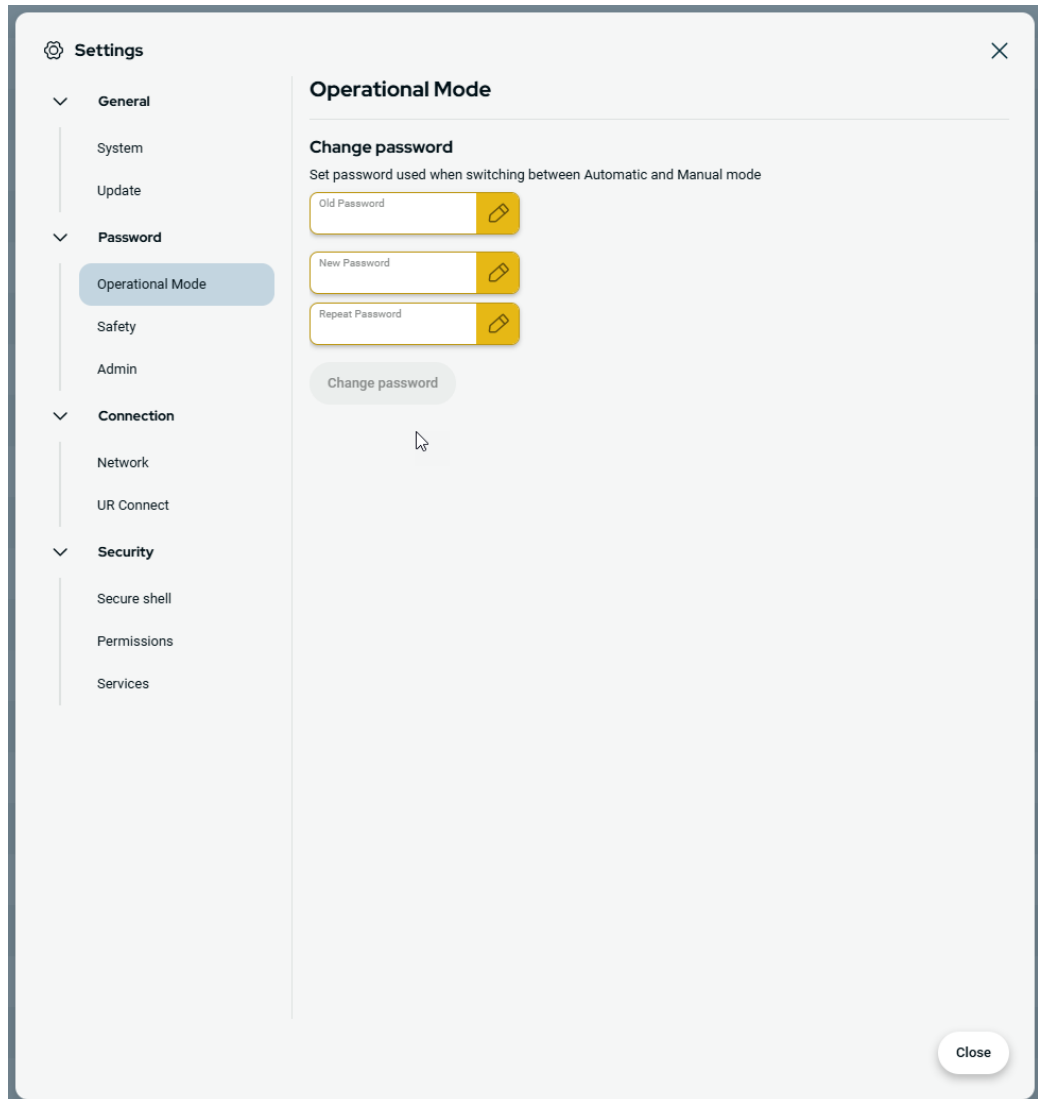 Settings
General
System
Update
Password
Operational Mode
Safety
Admin
Connection
Network
UR Connect
Security
Secure shell
Permissions
Services
Operational Mode
Change password
Set password used when switching between Automatic and Manual mode
Old Password
New Password
Repeat Password
Change password
Close